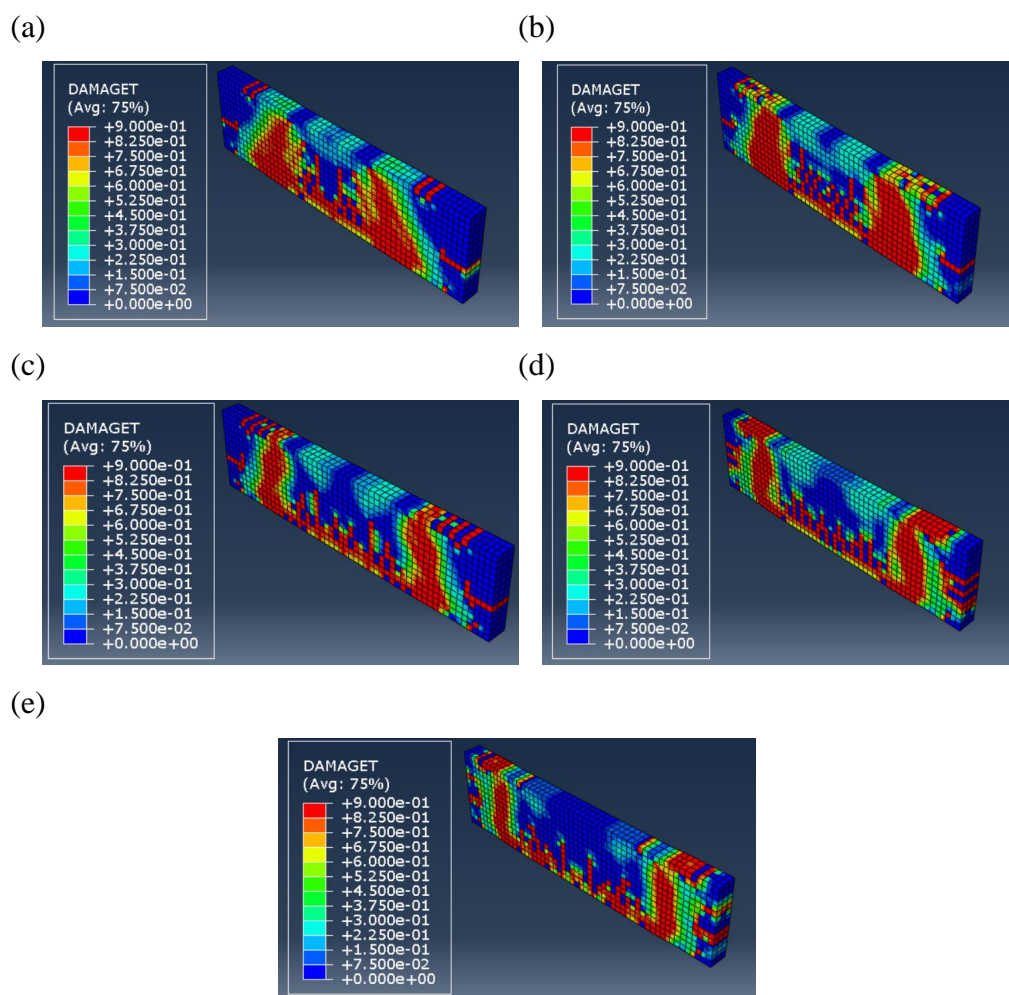 (a)
(b)
DAMAGET
(Avg: 75%)
+9.000e-01
+8.250e-01
+7.500e-01
+6.750e-01
+6.000e-01
+5.250e-01
+4.500e-01
+3.750e-01
+3.000e-01
+2.250e-01
+1.500e-01
+7.500e-02
+0.000e+00
DAMAGET
(Avg: 75%)
+9.000e-01
+8.250e-01
+7.500e-01
+6.750e-01
+6.000e-01
+5.250e-01
+4.500e-01
+3.750e-01
+3.000e-01
+2.250e-01
+1.500e-01
+7.500e-02
+0.000e+00
(c)
(d)
DAMAGET
(Avg: 75%)
+9.000e-01
+8.250e-01
+7.500e-01
+6.750e-01
+6.000e-01
+5.250e-01
+4.500e-01
+3.750e-01
+3.000e-01
+2.250e-01
+1.500e-01
+7.500e-02
+0.000e+00
DAMAGET
(Avg: 75%)
+9.000e-01
+8.250e-01
+7.500e-01
+6.750e-01
+6.000e-01
+5.250e-01
+4.500e-01
+3.750e-01
+3.000e-01
+2.250e-01
+1.500e-01
+7.500e-02
+0.000e+00
(e)
DAMAGET
(Avg: 75%)
+9.000e-01
+8.250e-01
+7.500e-01
+6.750e-01
+6.000e-01
+5.250e-01
+4.500e-01
+3.750e-01
+3.000e-01
+2.250e-01
+1.500e-01
+7.500e-02
+0.000e+00